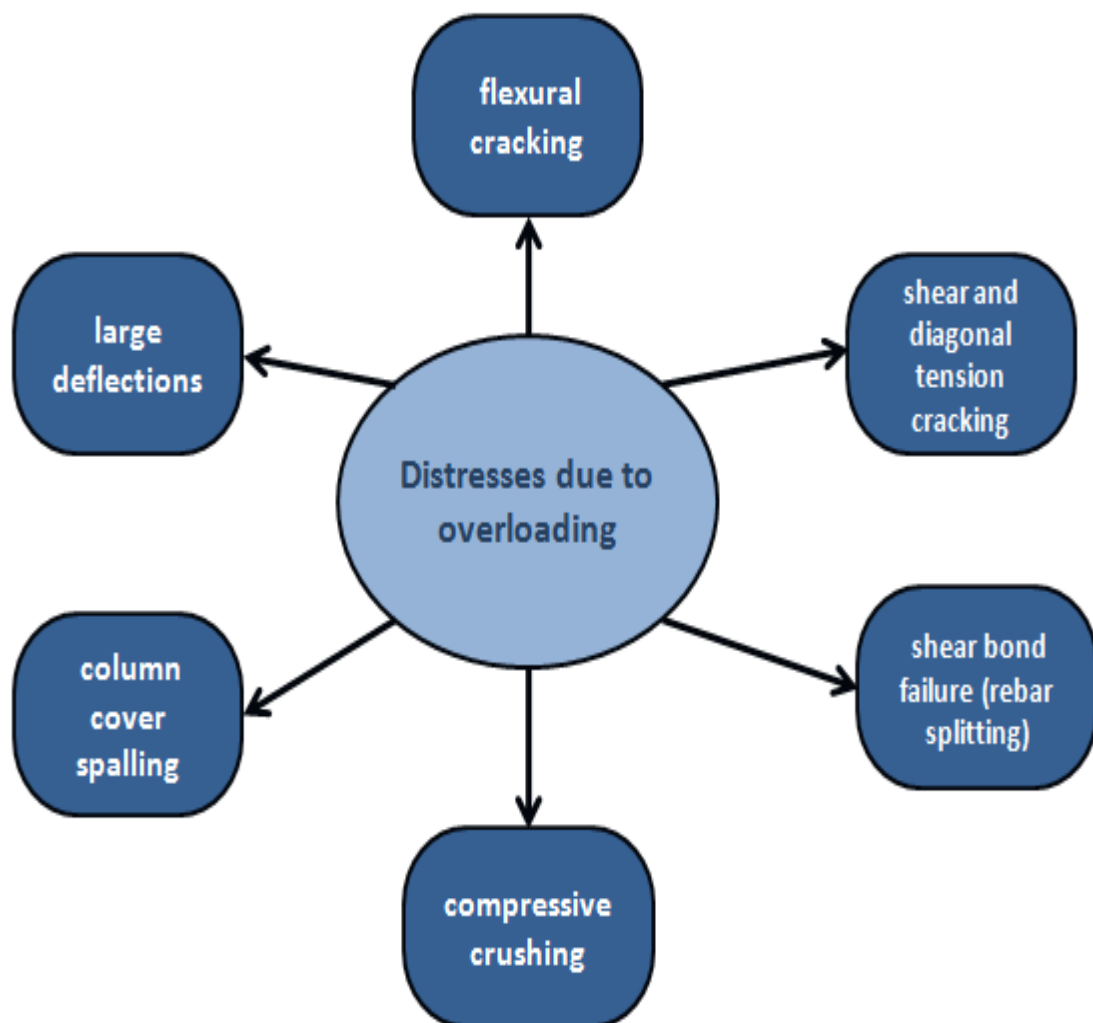 flexural
cracking
large
deflections
shear and
diagonal
tension
cracking
Distresses due to
overloading
column
cover
spalling
shear bond
failure (rebar
splitting)
compressive
crushing